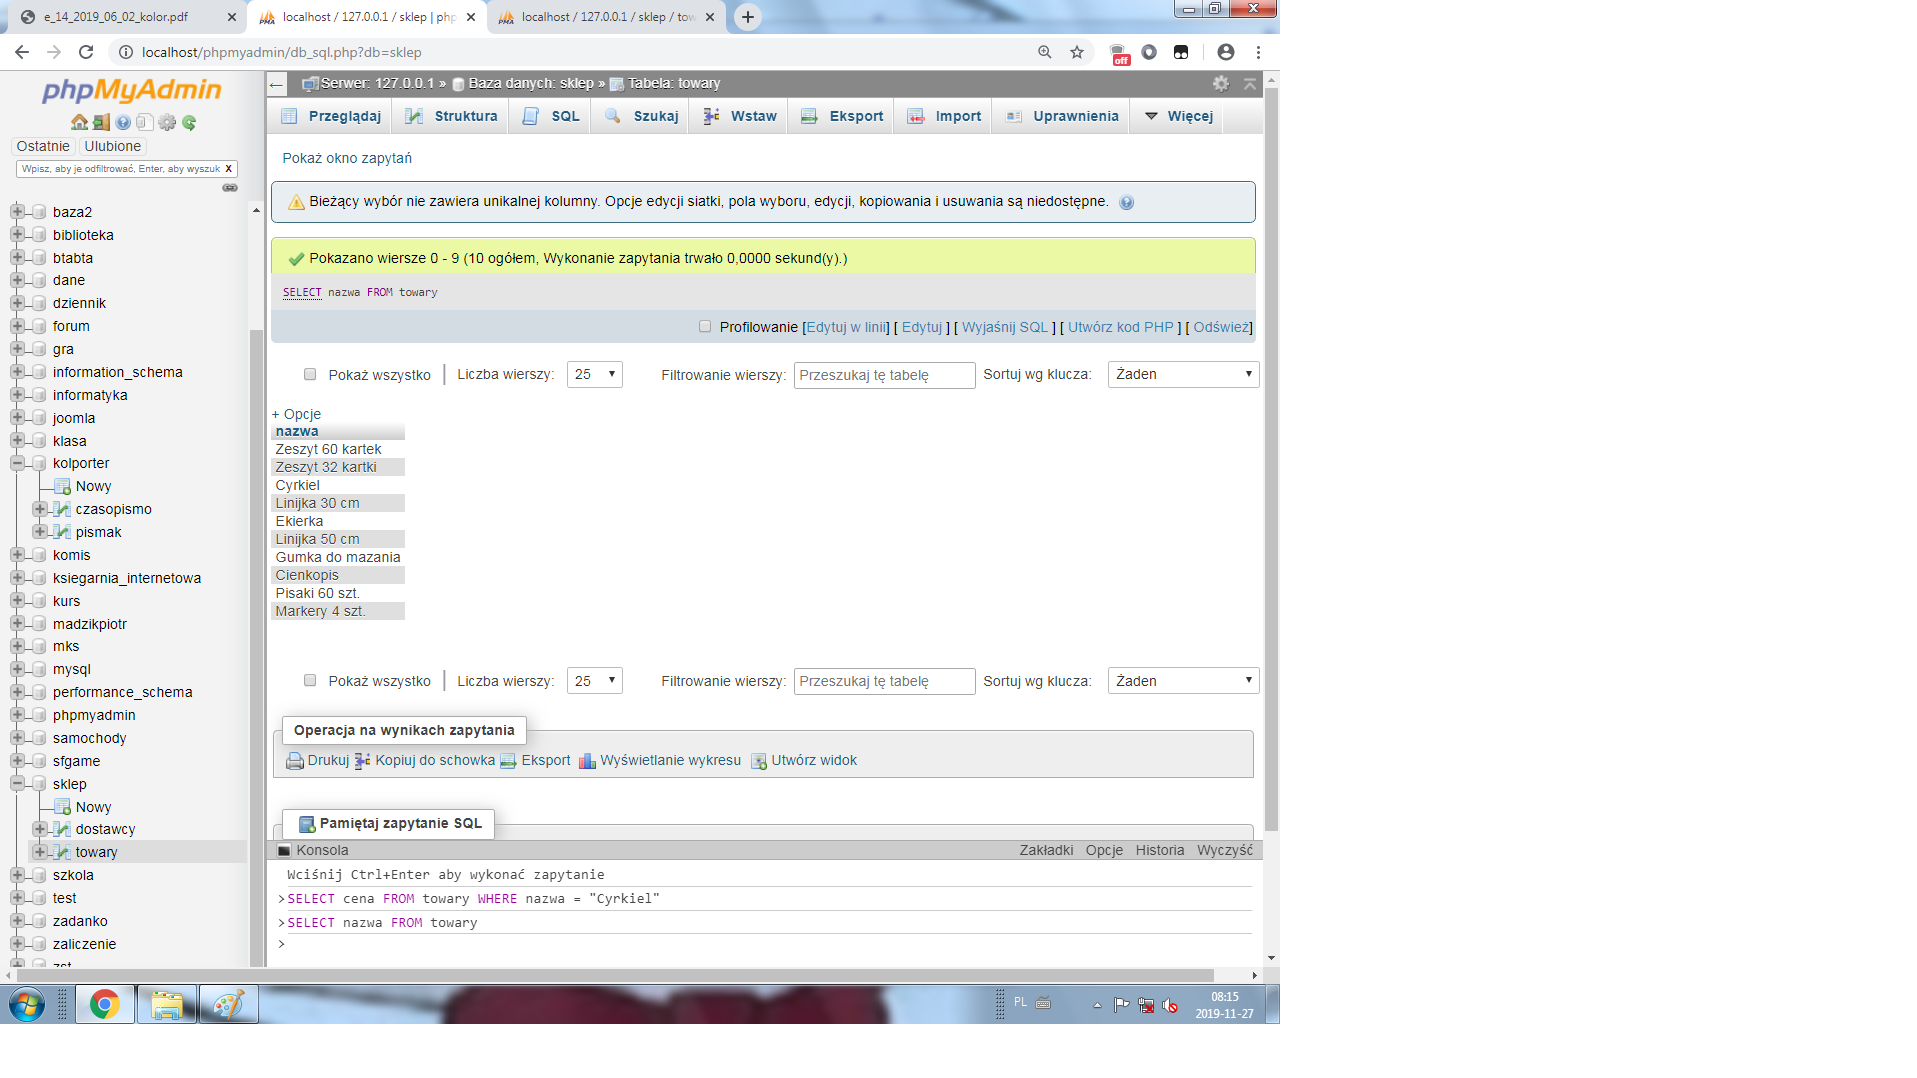 e_14_2019_06_02_kolor.pdf
localhost / 127.0.0.1 / sklep | php
localhost / 127.0.0.1 / sklep / tow
localhost/phpmyadmin/db_sql.php?db=sklep
off
phpMyAdmin
Ostatnie Ulubione
Wpisz, aby je odfiltrować, Enter, aby wyszuk X
baza2
biblioteka
btabta
dane
dziennik
forum
gra
information_schema
informatyka
joomla
klasa
kolporter
Nowy
czasopismo
pismak
komis
ksiegarnia_internetowa
kurs
madzikpiotr
mks
mysql
performance_schema
phpmyadmin
samochody
sfgame
sklep
Nowy
dostawcy
towary
szkola
test
zadanko
zaliczenie
zst
Serwer: 127.0.0.1 » Baza danych: sklep » Tabela: towary
Przeglądaj Struktura SQL Szukaj Wstaw Eksport Import Uprawnienia Więcej
Pokaż okno zapytań
Bieżący wybór nie zawiera unikalnej kolumny. Opcje edycji siatki, pola wyboru, edycji, kopiowania i usuwania są niedostępne.
Pokazano wiersze 0 - 9 (10 ogółem, Wykonanie zapytania trwało 0,0000 sekund(y).)
SELECT nazwa FROM towary
Profilowanie [Edytuj w linii] [ Edytuj ] [ Wyjaśnij SQL ] [ Utwórz kod PHP ] [ Odśwież]
Pokaż wszystko | Liczba wierszy: 25 Filtrowanie wierszy: Przeszukaj tę tabelę Sortuj wg klucza: Żaden
+ Opcje
nazwa
Zeszyt 60 kartek
Zeszyt 32 kartki
Cyrkiel
Linijka 30 cm
Ekierka
Linijka 50 cm
Gumka do mazania
Cienkopis
Pisaki 60 szt.
Markery 4 szt.
Pokaż wszystko | Liczba wierszy: 25 Filtrowanie wierszy: Przeszukaj tę tabelę Sortuj wg klucza: Żaden
Operacja na wynikach zapytania
Drukuj Kopiuj do schowka Eksport Wyświetlanie wykresu Utwórz widok
Pamiętaj zapytanie SQL
Konsola Zakładki Opcje Historia Wyczyść
Wciśnij Ctrl+Enter aby wykonać zapytanie
>SELECT cena FROM towary WHERE nazwa = "Cyrkiel"
>SELECT nazwa FROM towary
>
PL
08:15
2019-11-27